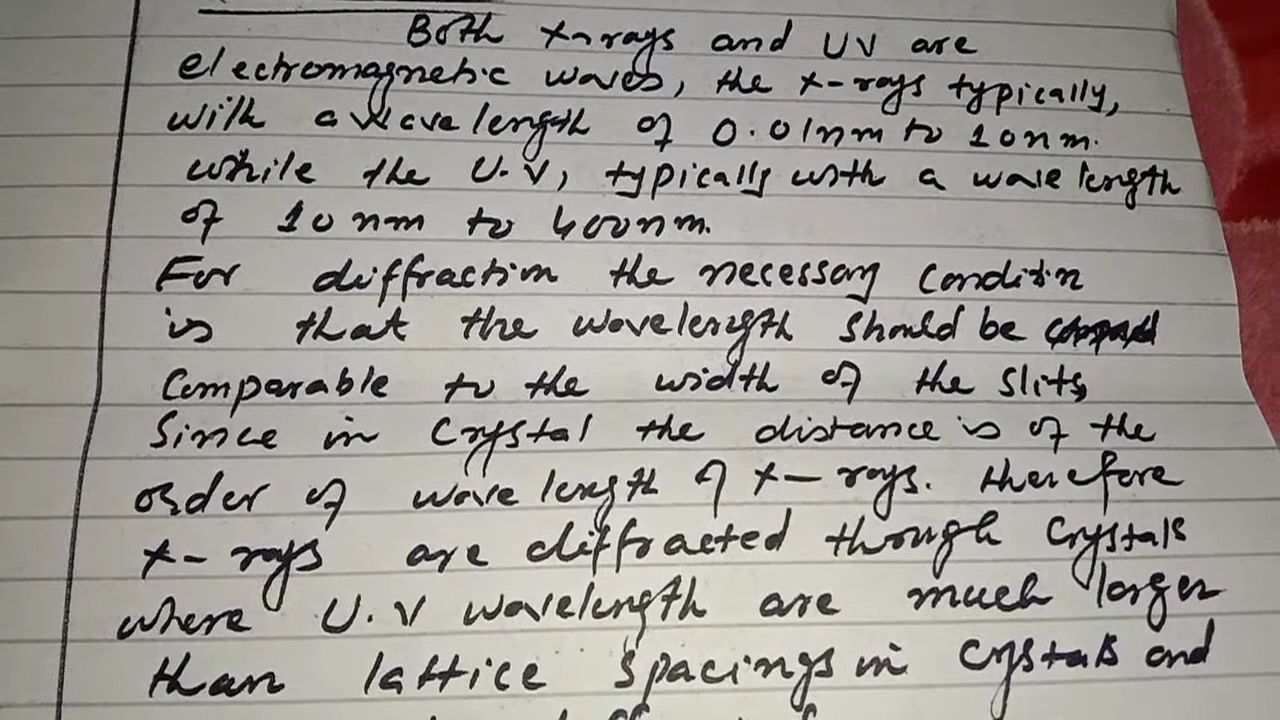 Both x-rays and UV are
electromagnetic waves, the x-rays typically,
with a wavelength of 0.01nm to 10nm.
while the U.V, typically with a wavelength
of 10nm to 400nm.
For diffraction the necessary condition
is that the wavelength should be
Comparable to the width of the slits,
Since in Crystal the distance is of the
order of wavelength of x-rays. therefore
x-rays are diffracted through Crystals
where U.V wavelength are much larger
than lattice spacings in crystals and